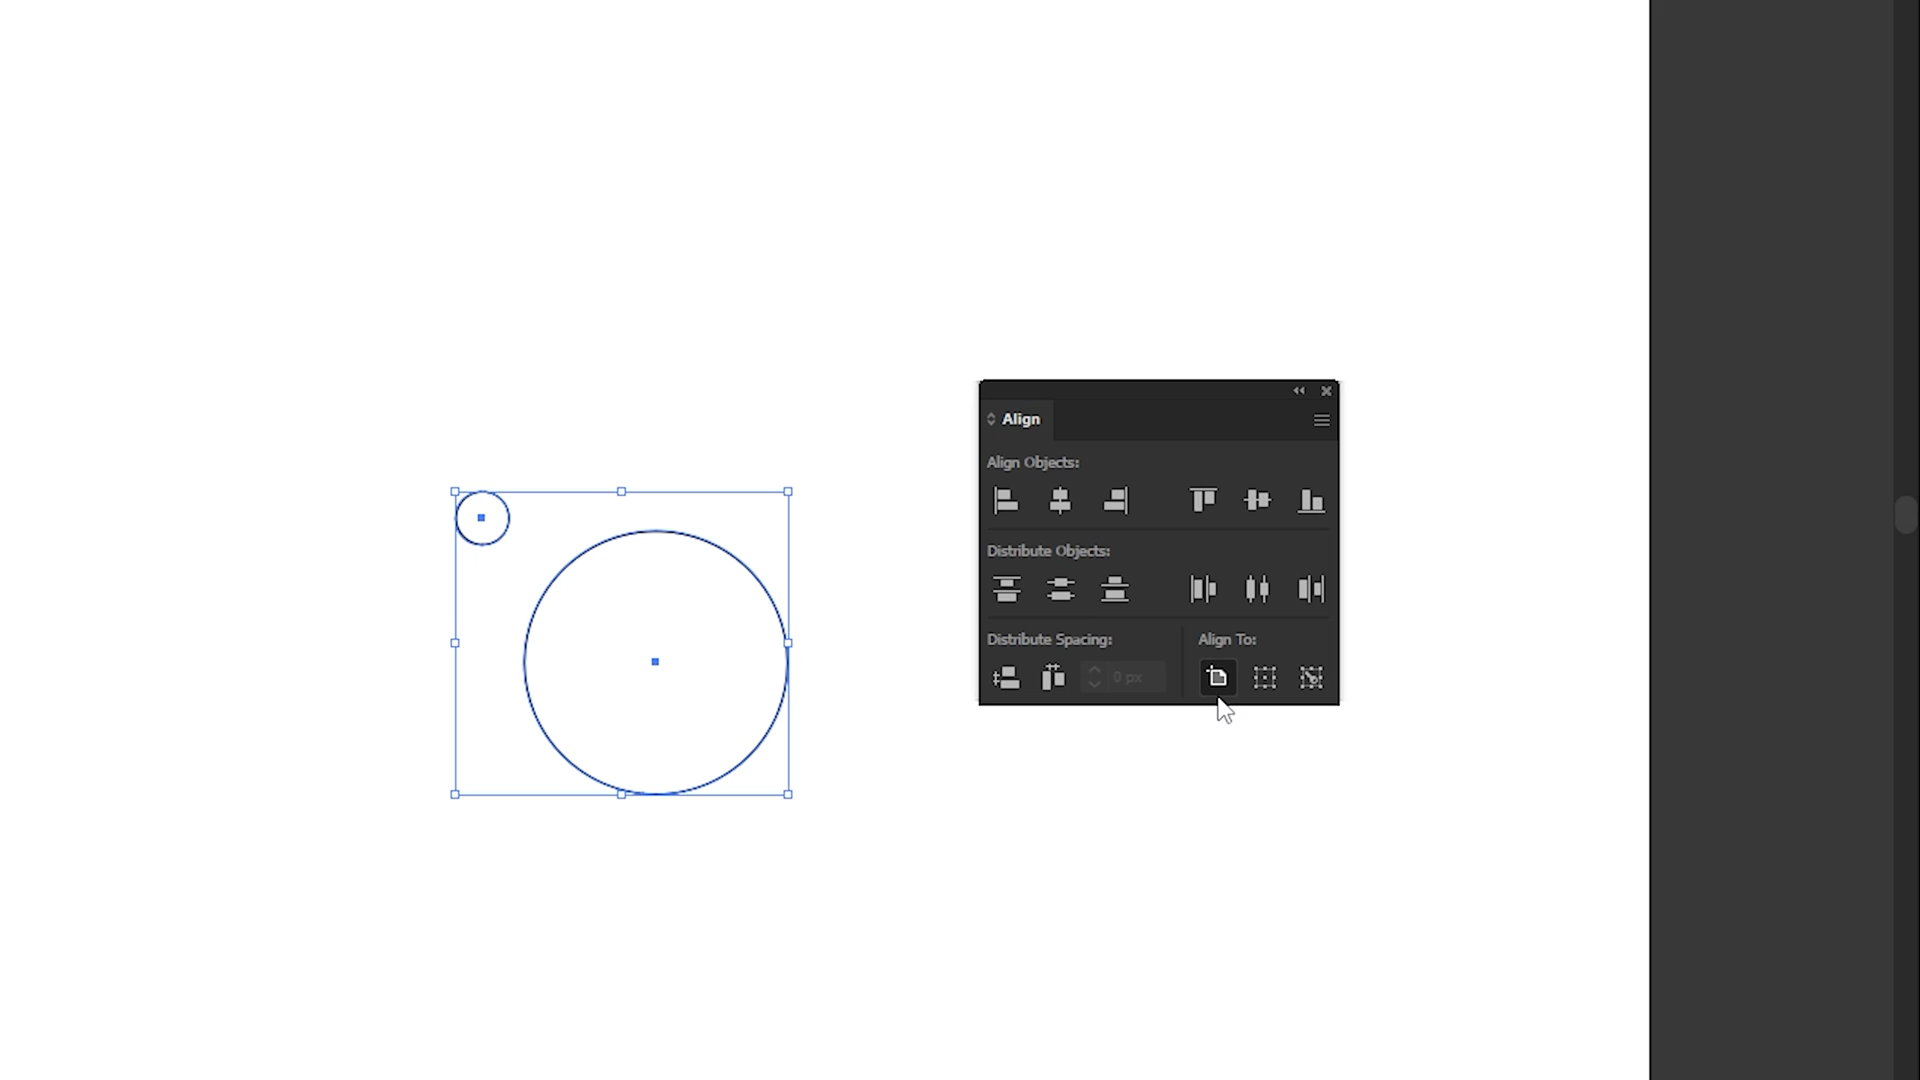 Align
Align Objects:
Distribute Objects:
Distribute Spacing:
Align To:
0 px